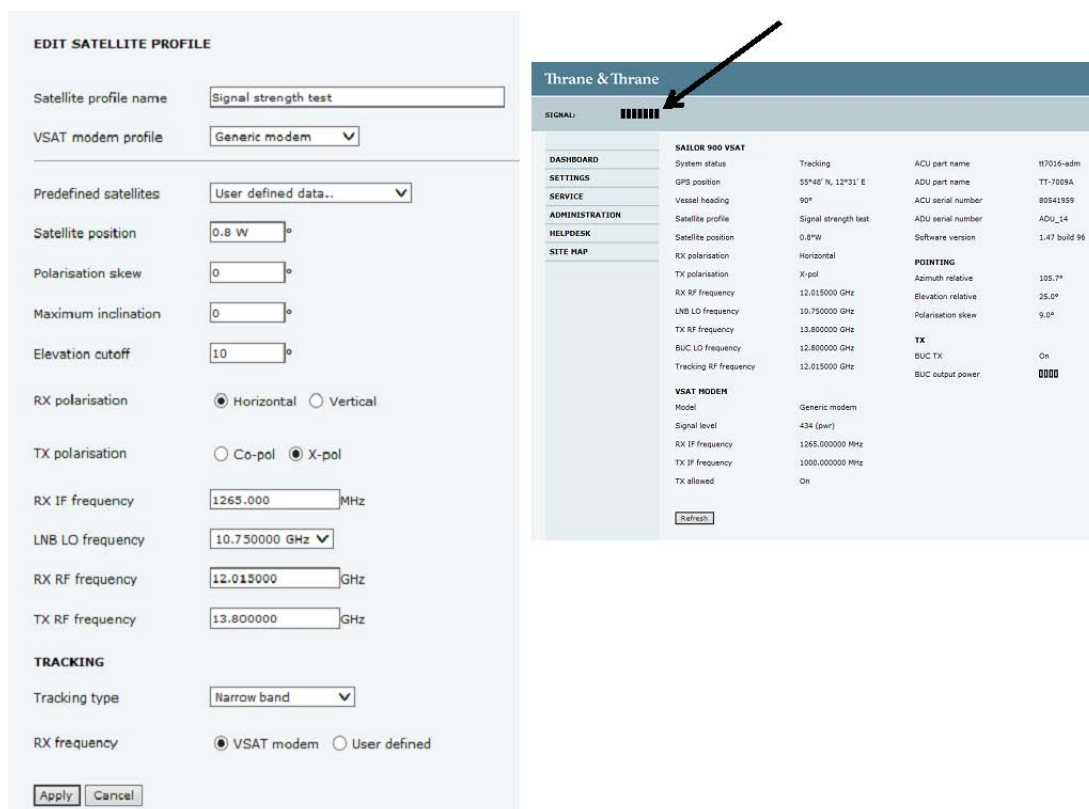 EDIT SATELLITE PROFILE
Satellite profile name Signal strength test
VSAT modem profile Generic modem
Predefined satellites User defined data..
Satellite position 0.8 W °
Polarisation skew 0 °
Maximum inclination 0 °
Elevation cutoff 10 °
RX polarisation Horizontal Vertical
TX polarisation Co-pol X-pol
RX IF frequency 1265.000 MHz
LNB LO frequency 10.750000 GHz
RX RF frequency 12.015000 GHz
TX RF frequency 13.800000 GHz
TRACKING
Tracking type Narrow band
RX frequency VSAT modem User defined
Apply Cancel
Thrane & Thrane
SIGNAL:
DASHBOARD
SETTINGS
SERVICE
ADMINISTRATION
HELPDESK
SITE MAP
SAILOR 900 VSAT
System status Tracking
GPS position 55°48' N, 12°31' E
Vessel heading 90°
Satellite profile Signal strength test
Satellite position 0.8°W
RX polarisation Horizontal
TX polarisation X-pol
RX RF frequency 12.015000 GHz
LNB LO frequency 10.750000 GHz
TX RF frequency 13.800000 GHz
BUC LO frequency 12.800000 GHz
Tracking RF frequency 12.015000 GHz
VSAT MODEM
Model Generic modem
Signal level 434 (pwr)
RX IF frequency 1265.000000 MHz
TX IF frequency 1000.000000 MHz
TX allowed On
Refresh
ACU part name tt7016-adm
ADU part name TT-7009A
ACU serial number 80541959
ADU serial number ADU_14
Software version 1.47 build 96
POINTING
Azimuth relative 105.7°
Elevation relative 25.0°
Polarisation skew 9.0°
TX
BUC TX On
BUC output power